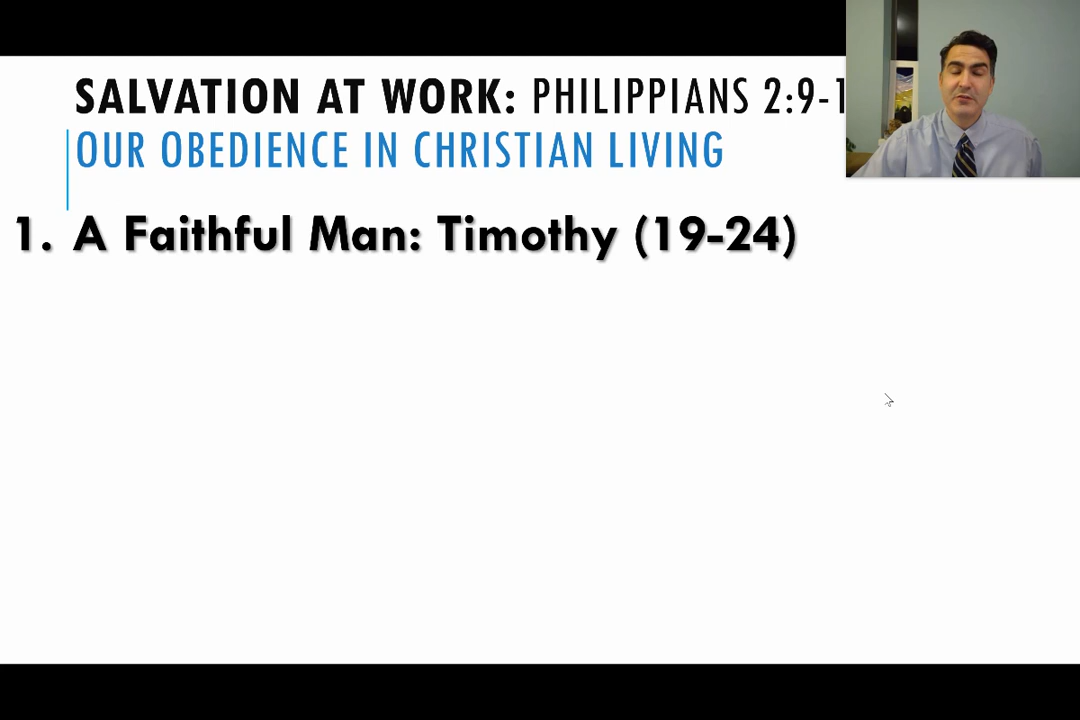 SALVATION AT WORK: PHILIPPIANS 2:9-1
OUR OBEDIENCE IN CHRISTIAN LIVING
1. A Faithful Man: Timothy (19-24)